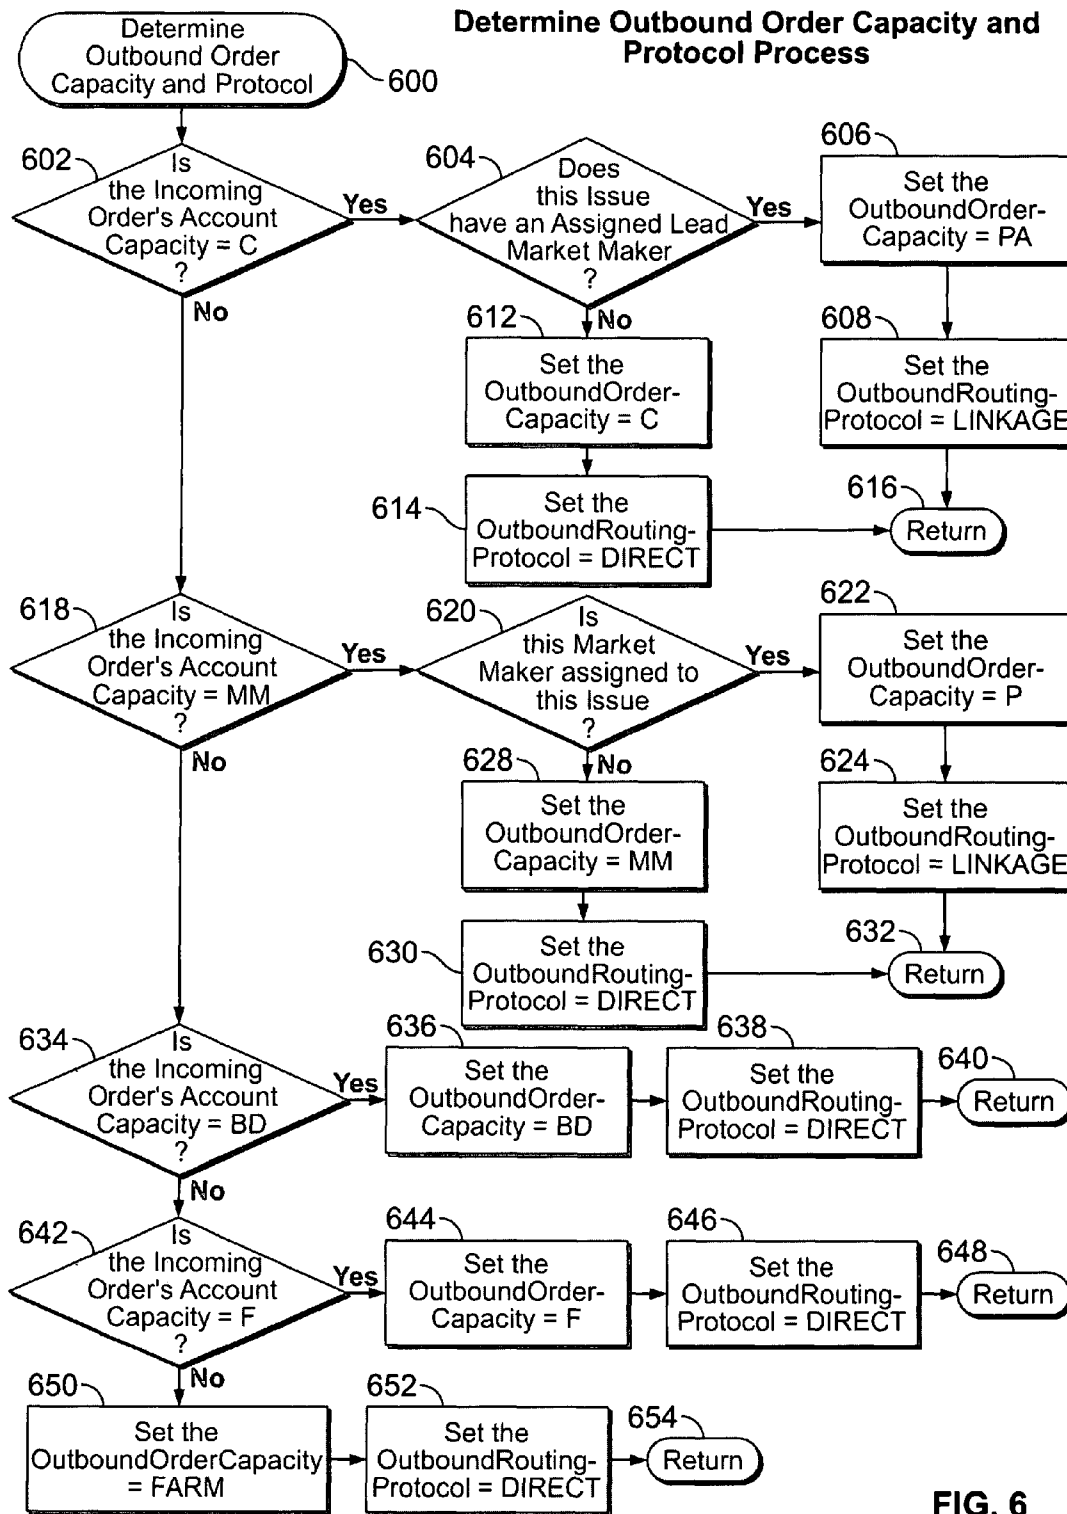 Determine Outbound Order Capacity and
Protocol Process
Determine
Outbound Order
Capacity and Protocol
600
602
Is
the Incoming
Order's Account
Capacity = C
?
Yes
No
604
Does
this Issue
have an Assigned Lead
Market Maker
?
Yes
No
606
Set the
OutboundOrder-
Capacity = PA
608
Set the
OutboundRouting-
Protocol = LINKAGE
612
Set the
OutboundOrder-
Capacity = C
614
Set the
OutboundRouting-
Protocol = DIRECT
616
Return
618
Is
the Incoming
Order's Account
Capacity = MM
?
Yes
No
620
Is
this Market
Maker assigned to
this Issue
?
Yes
No
622
Set the
OutboundOrder-
Capacity = P
624
Set the
OutboundRouting-
Protocol = LINKAGE
628
Set the
OutboundOrder-
Capacity = MM
630
Set the
OutboundRouting-
Protocol = DIRECT
632
Return
634
Is
the Incoming
Order's Account
Capacity = BD
?
Yes
No
636
Set the
OutboundOrder-
Capacity = BD
638
Set the
OutboundRouting-
Protocol = DIRECT
640
Return
642
Is
the Incoming
Order's Account
Capacity = F
?
Yes
No
644
Set the
OutboundOrder-
Capacity = F
646
Set the
OutboundRouting-
Protocol = DIRECT
648
Return
650
Set the
OutboundOrderCapacity
= FARM
652
Set the
OutboundRouting-
Protocol = DIRECT
654
Return
FIG. 6